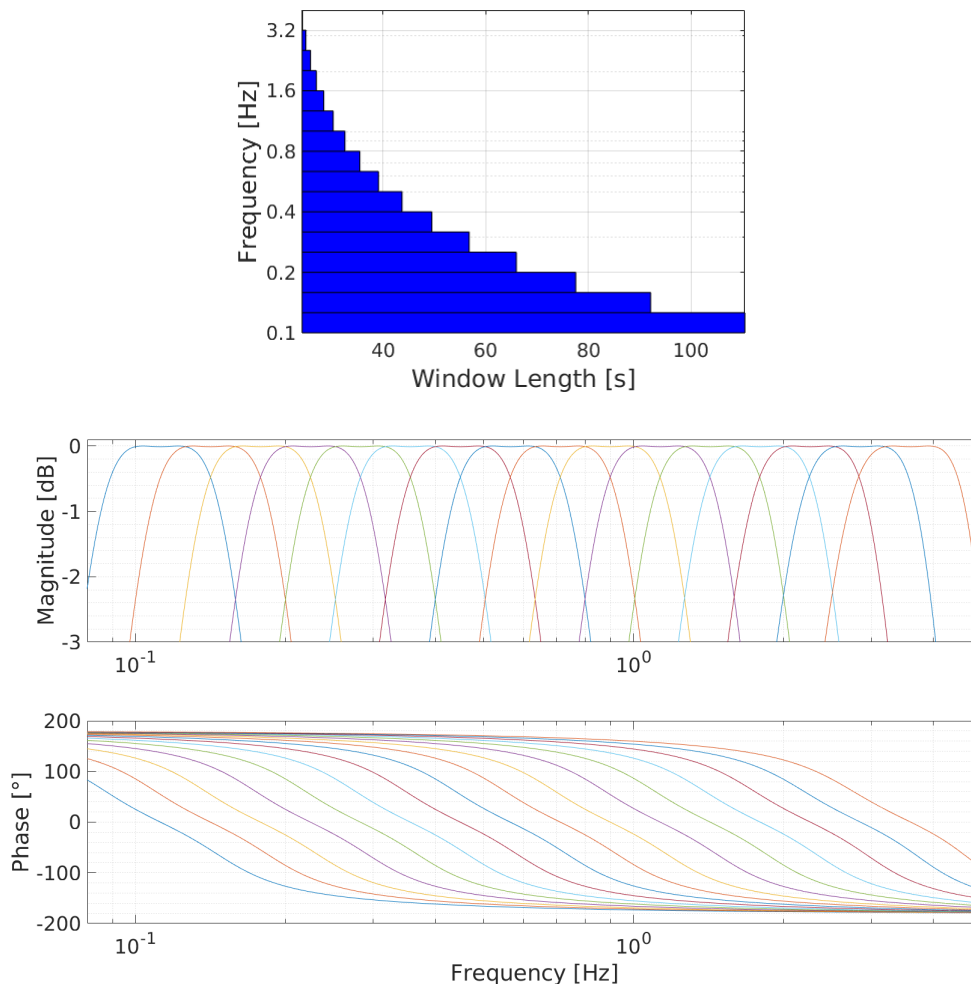 3.2
1.6
0.8
0.4
0.2
0.1
Frequency [Hz]
40 60 80 100
Window Length [s]
0
-1
-2
-3
Magnitude [dB]
10^-1 10^0
200
100
0
-100
-200
Phase [°]
10^-1 10^0
Frequency [Hz]